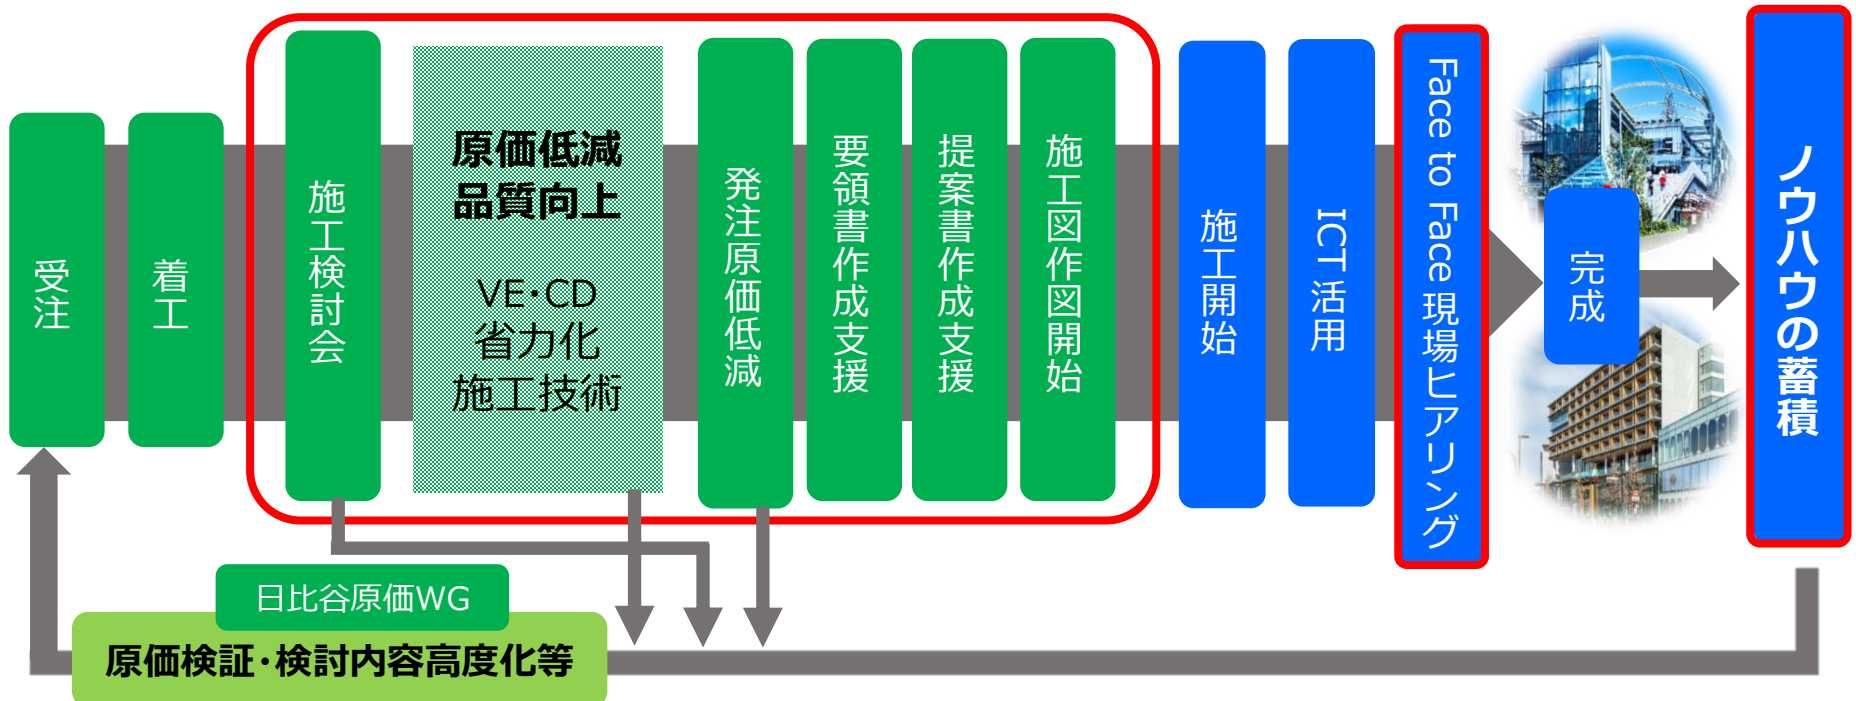 受注
着工
施工検討会
原価低減
品質向上
VE・CD
省力化
施工技術
発注原価低減
要領書作成支援
提案書作成支援
施工図作図開始
施工開始
ICT活用
Face to Face 現場ヒアリング
完成
ノウハウの蓄積
日比谷原価WG
原価検証・検討内容高度化等